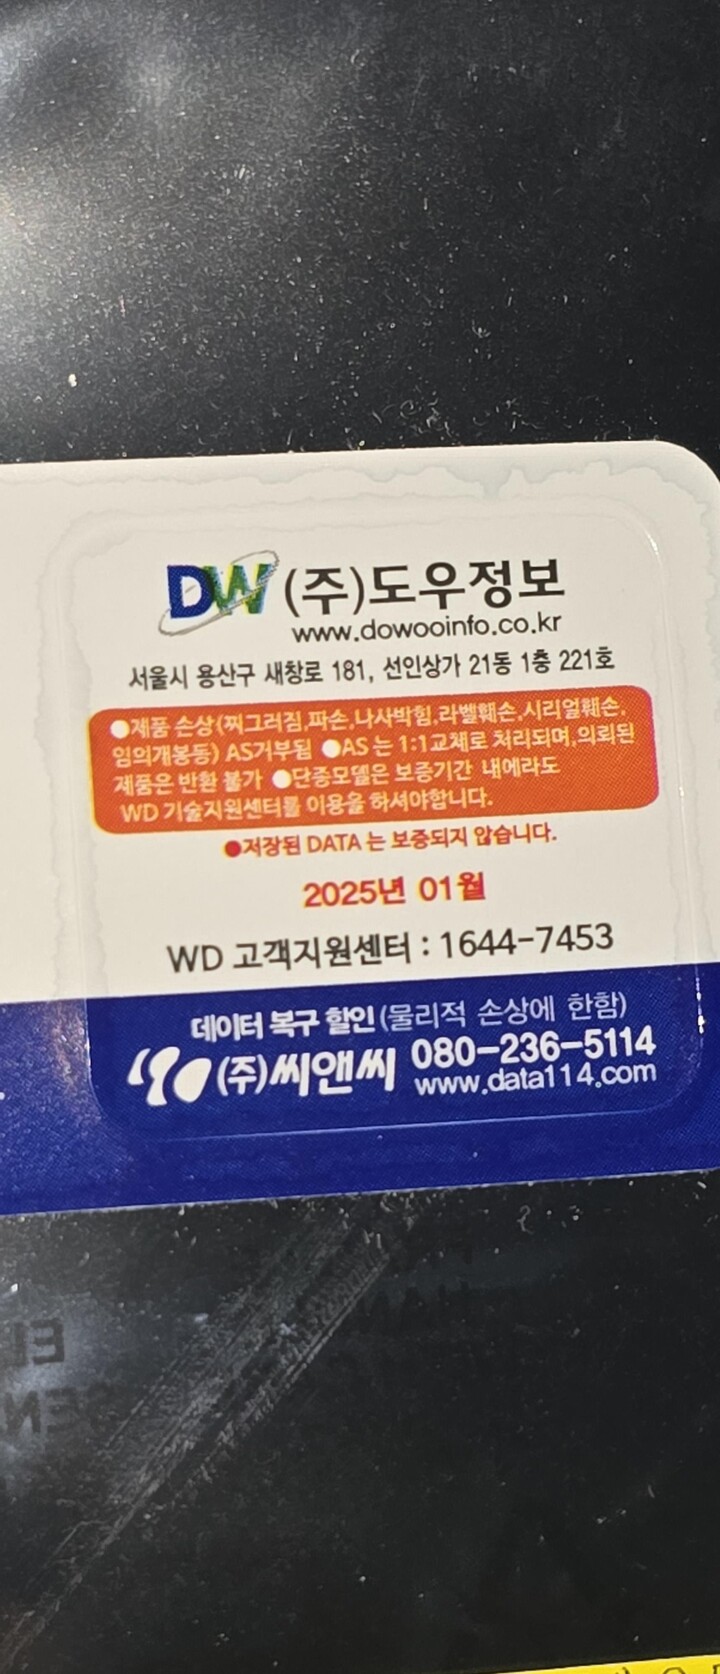 DW (주)도우정보
www.dowooinfo.co.kr
서울시 용산구 새창로 181, 선인상가 21동 1층 221호
●제품 손상(찌그러짐,파손,나사박힘,라벨훼손,시리얼훼손,
임의개봉등) AS거부됨 ●AS 는 1:1교체로 처리되며,의뢰된
제품은 반환 불가 ●단종모델은 보증기간 내에라도
WD 기술지원센터를 이용을 하셔야합니다.
●저장된 DATA 는 보증되지 않습니다.
2025년 01월
WD 고객지원센터 : 1644-7453
데이터 복구 할인 (물리적 손상에 한함)
(주)씨앤씨 080-236-5114
www.data114.com